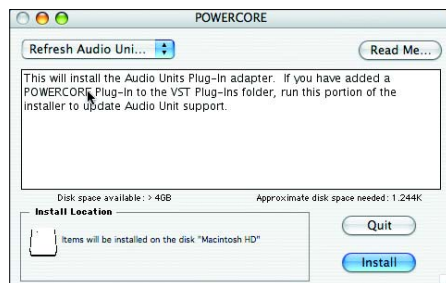 POWERCORE
Refresh Audio Uni...
Read Me...
This will install the Audio Units Plug-In adapter. If you have added a
POWERCORE Plug-In to the VST Plug-Ins folder, run this portion of the
installer to update Audio Unit support.
Disk space available: > 4GB
Approximate disk space needed: 1.244K
Install Location
Items will be installed on the disk "Macintosh HD"
Quit
Install